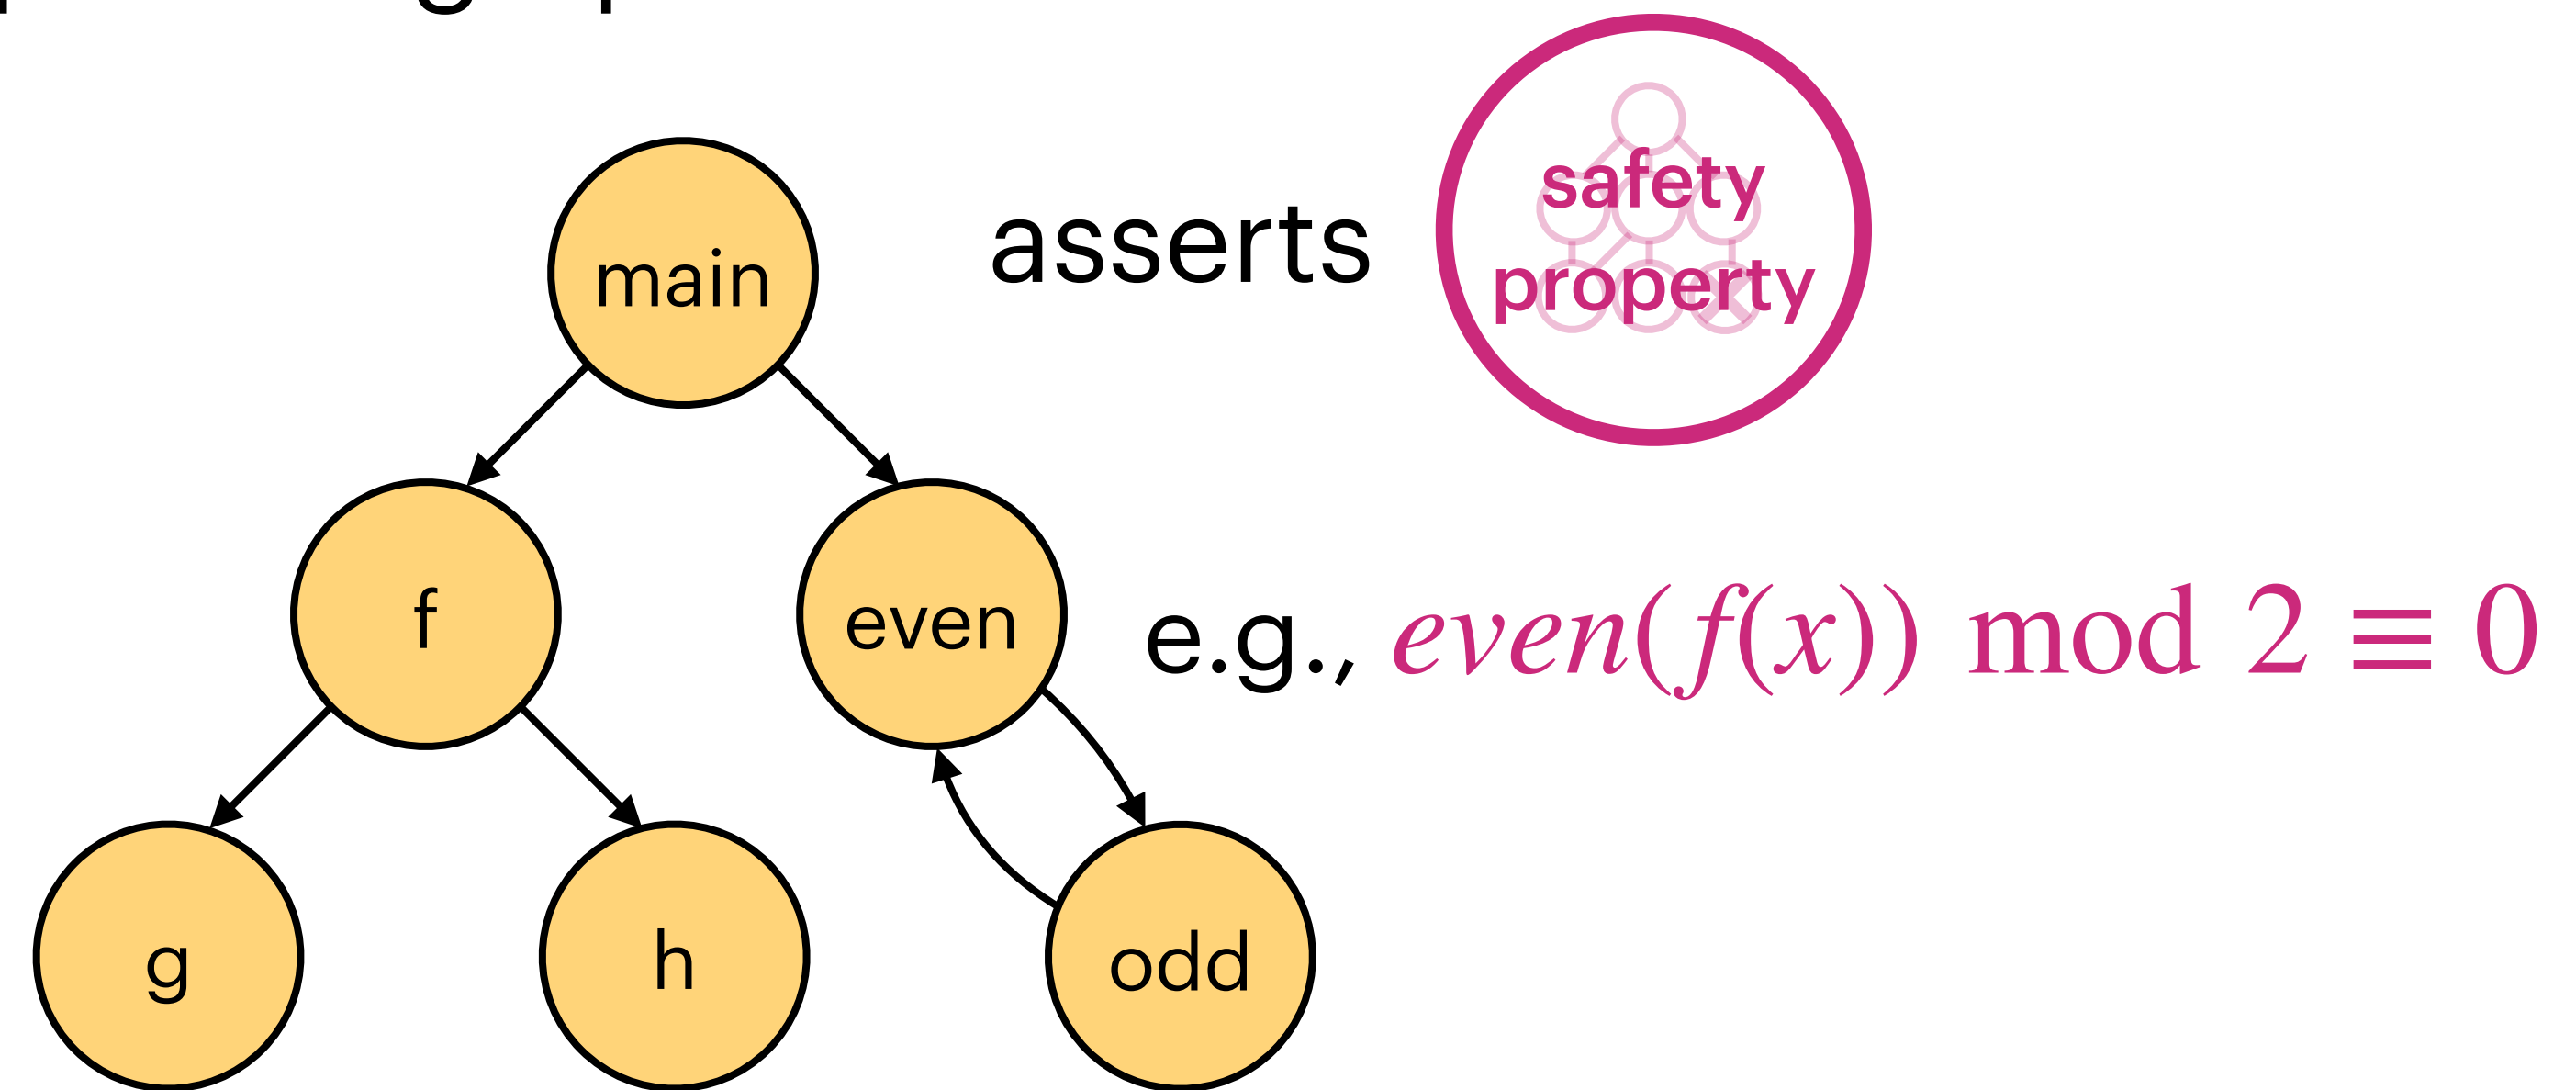 main
asserts
safety
property
f
even
e.g., even(f(x)) mod 2 ≡ 0
g
h
odd